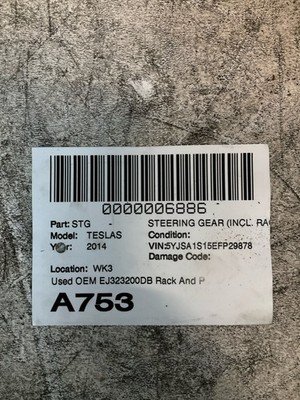 0000006886
Part: STG STEERING GEAR (INCL. RAC
Model: TESLAS Condition:
Year: 2014 VIN:5YJSA1S15EFP29878
Damage Code:
Location: WK3
Used OEM EJ323200DB Rack And P
A753